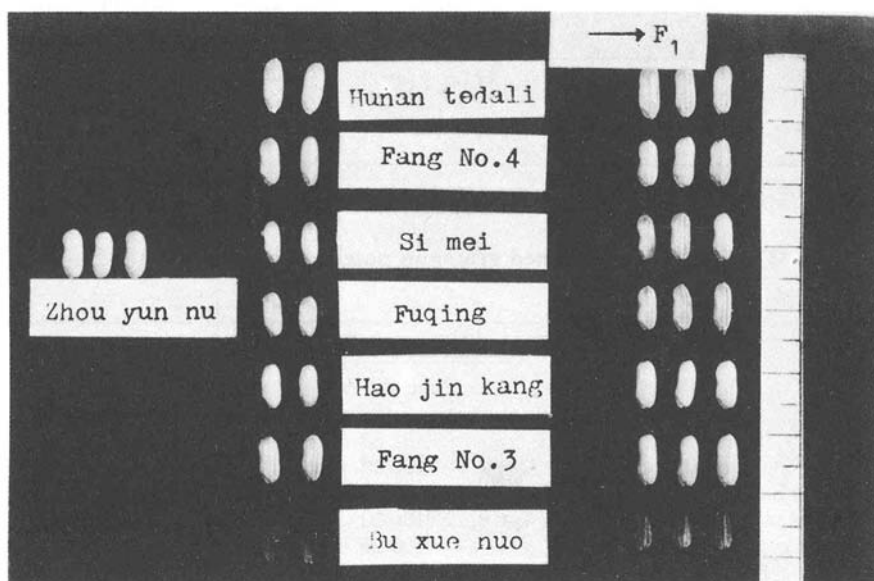 → F1
Hunan tedali
Fang No.4
Si mei
Zhou yun nu
Fuqing
Hao jin kang
Fang No.3
Bu xue nuo